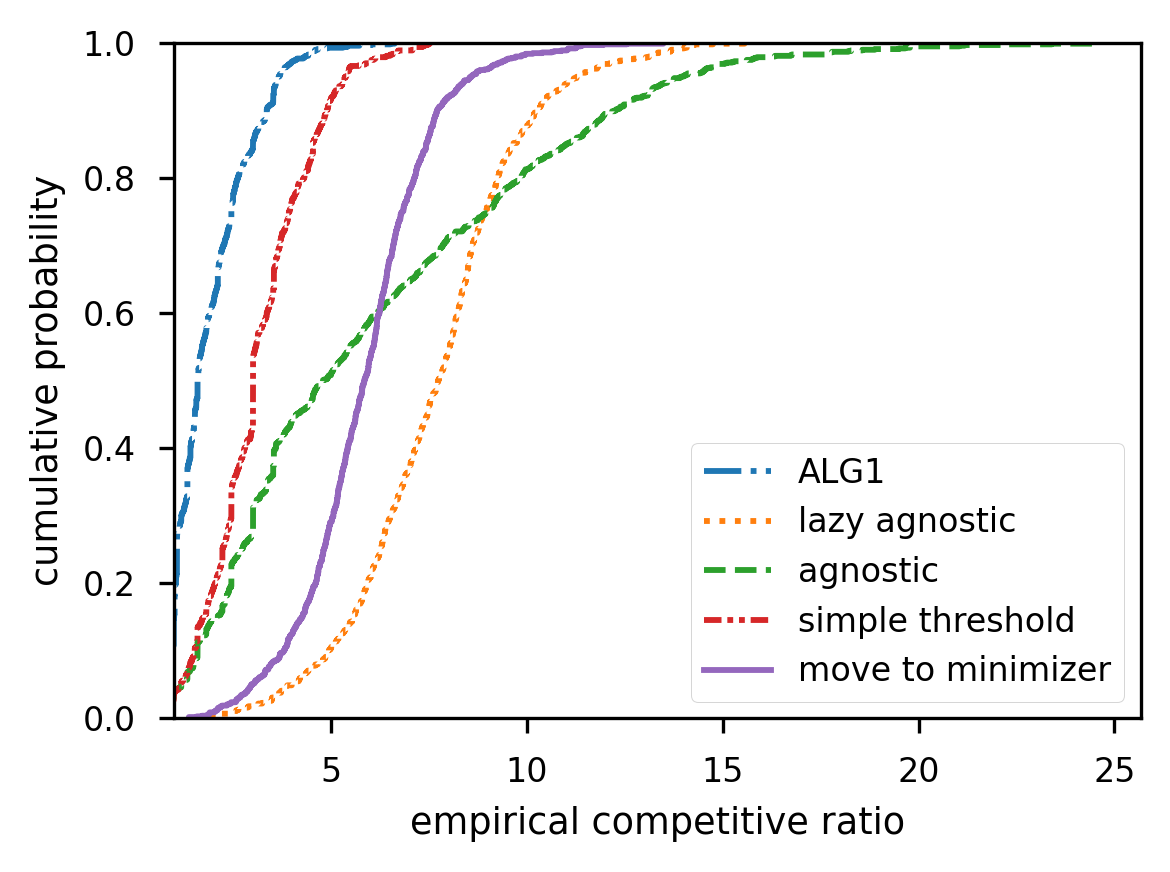 1.0
0.8
0.6
0.4
0.2
0.0
cumulative probability
5 10 15 20 25
empirical competitive ratio
ALG1
lazy agnostic
agnostic
simple threshold
move to minimizer